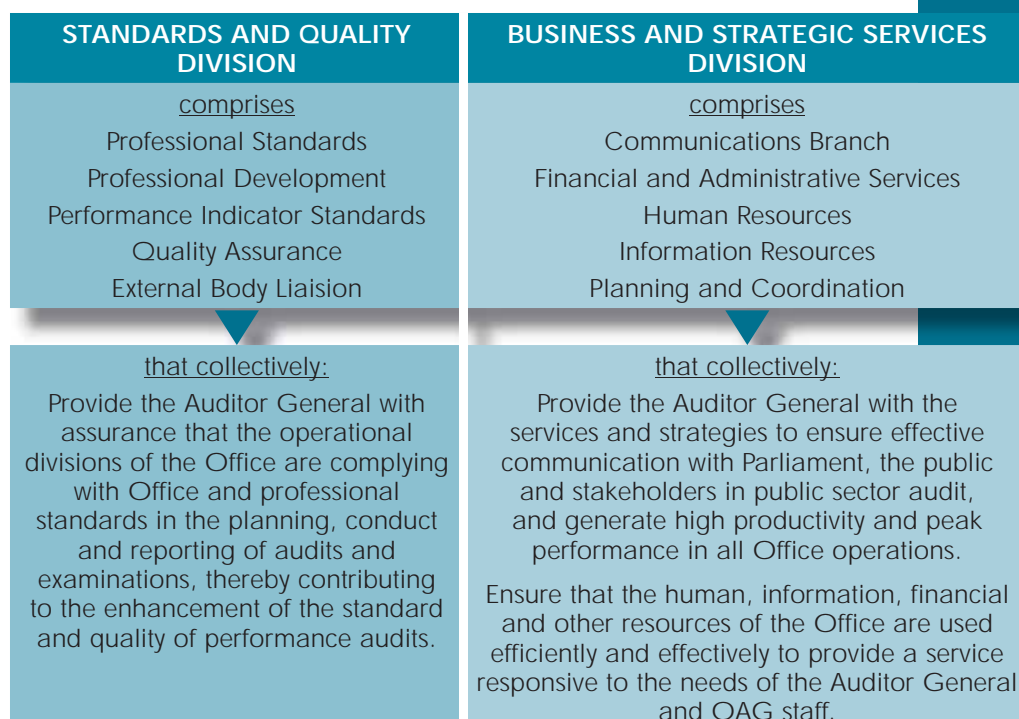 STANDARDS AND QUALITY
DIVISION
comprises
Professional Standards
Professional Development
Performance Indicator Standards
Quality Assurance
External Body Liaision
that collectively:
Provide the Auditor General with
assurance that the operational
divisions of the Office are complying
with Office and professional
standards in the planning, conduct
and reporting of audits and
examinations, thereby contributing
to the enhancement of the standard
and quality of performance audits.
BUSINESS AND STRATEGIC SERVICES
DIVISION
comprises
Communications Branch
Financial and Administrative Services
Human Resources
Information Resources
Planning and Coordination
that collectively:
Provide the Auditor General with the
services and strategies to ensure effective
communication with Parliament, the public
and stakeholders in public sector audit,
and generate high productivity and peak
performance in all Office operations.
Ensure that the human, information, financial
and other resources of the Office are used
efficiently and effectively to provide a service
responsive to the needs of the Auditor General
and OAG staff.